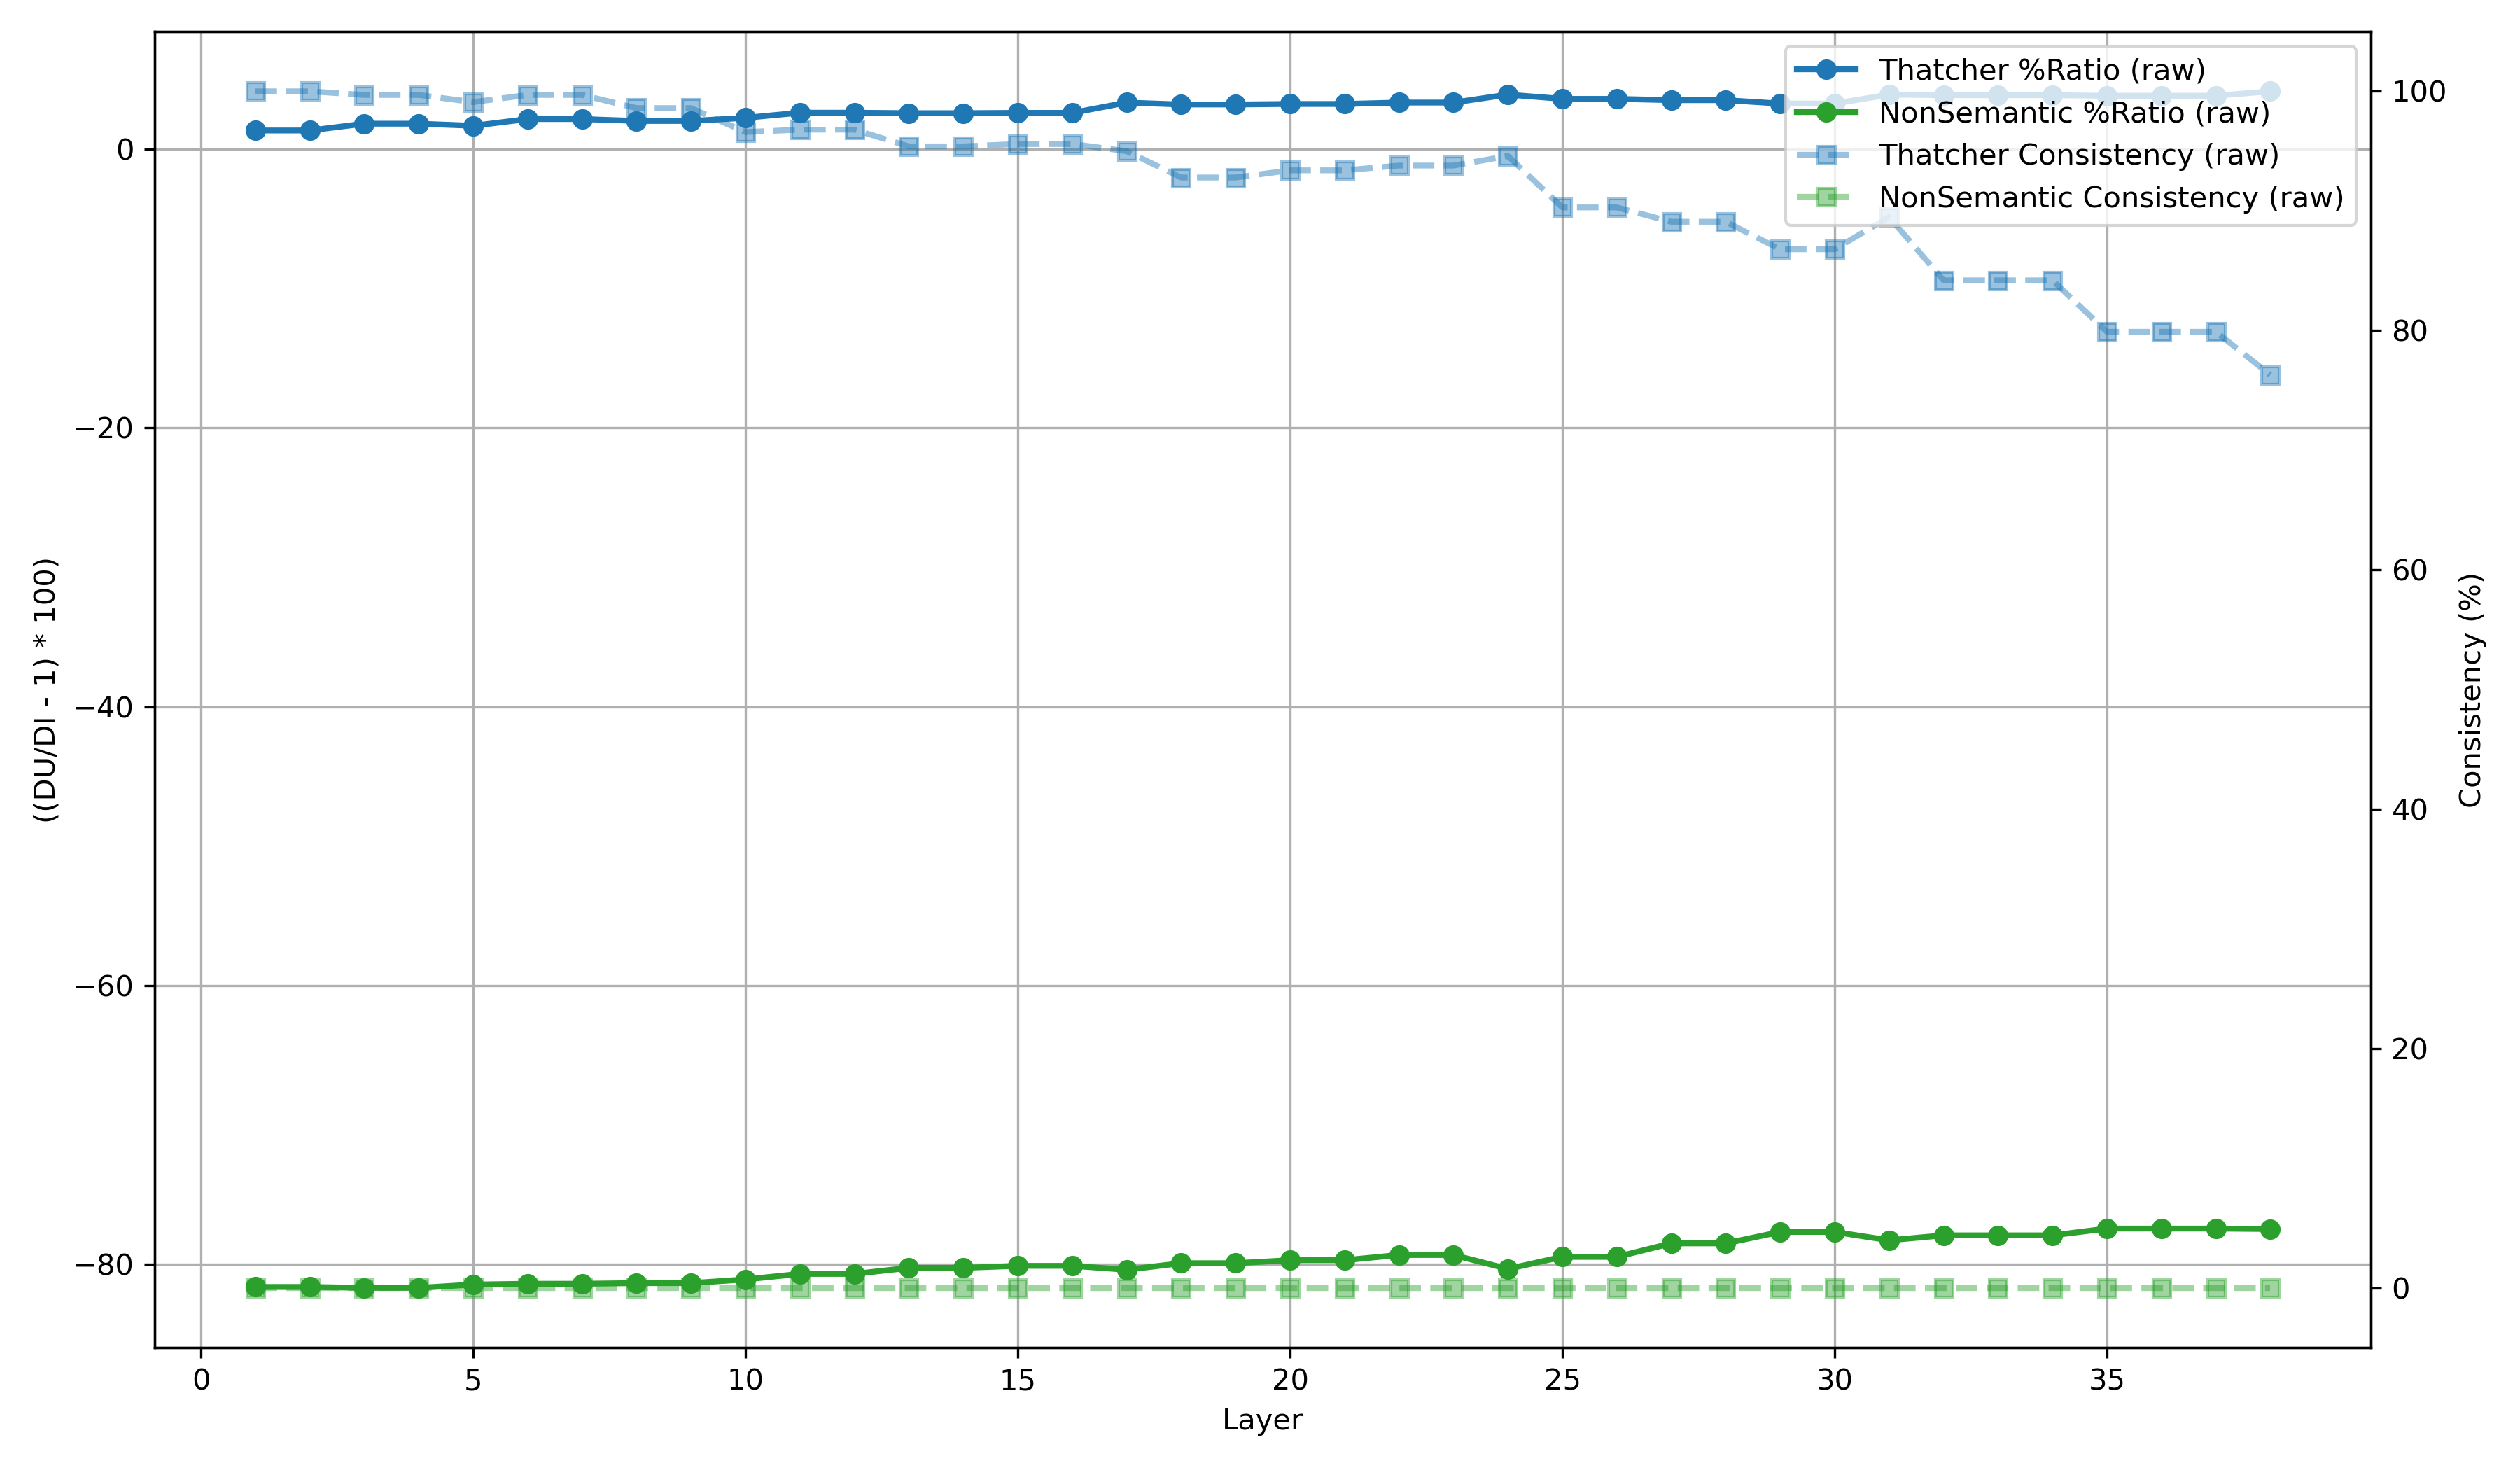 Thatcher %Ratio (raw)
NonSemantic %Ratio (raw)
Thatcher Consistency (raw)
NonSemantic Consistency (raw)
0
−20
−40
−60
−80
((DU/DI - 1) * 100)
100
80
60
40
20
0
Consistency (%)
0 5 10 15 20 25 30 35
Layer